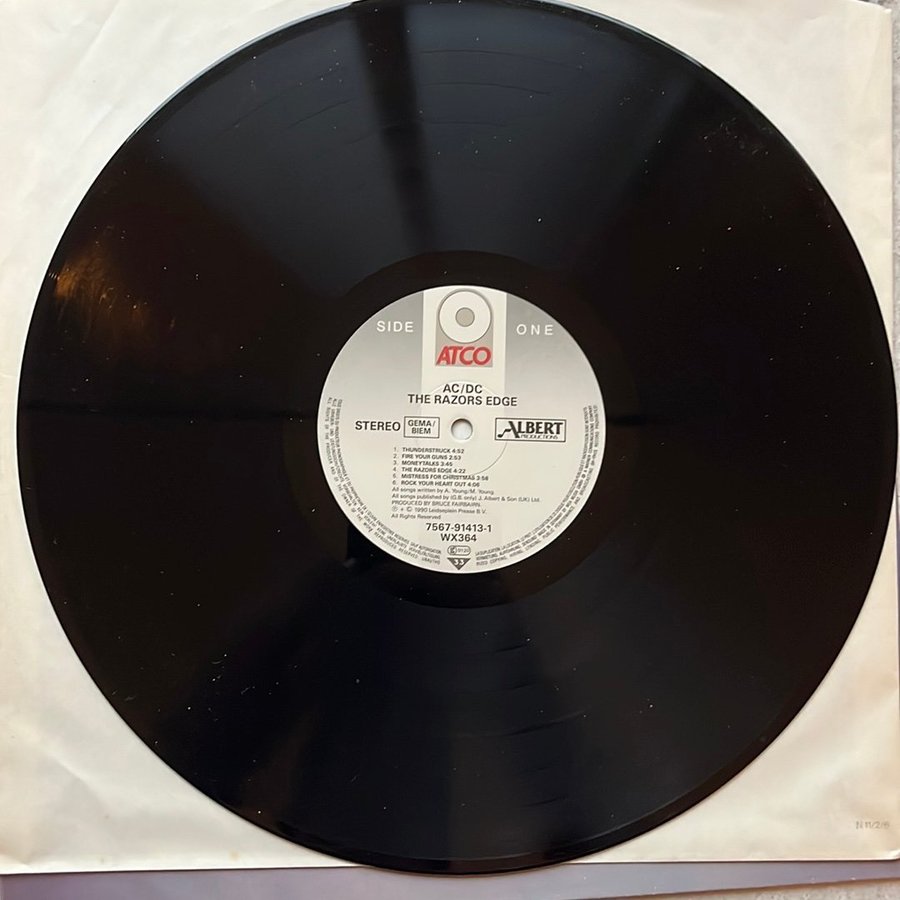 SIDE ONE
ATCO
AC/DC
THE RAZORS EDGE
STEREO GEMA/ BIEM ALBERT PRODUCTIONS
1. THUNDERSTRUCK 4:52
2. FIRE YOUR GUNS 2:53
3. MONEYTALKS 3:45
4. THE RAZORS EDGE 4:22
5. MISTRESS FOR CHRISTMAS 3:58
6. ROCK YOUR HEART OUT 4:06
All songs written by A. Young/M. Young
All songs published by (G.B. only) J. Albert & Son (UK) Ltd.
PRODUCED BY BRUCE FAIRBAIRN.
℗ + © 1990 Leidseplein Presse B.V.
All Rights Reserved
7567-91413-1
WX364
33